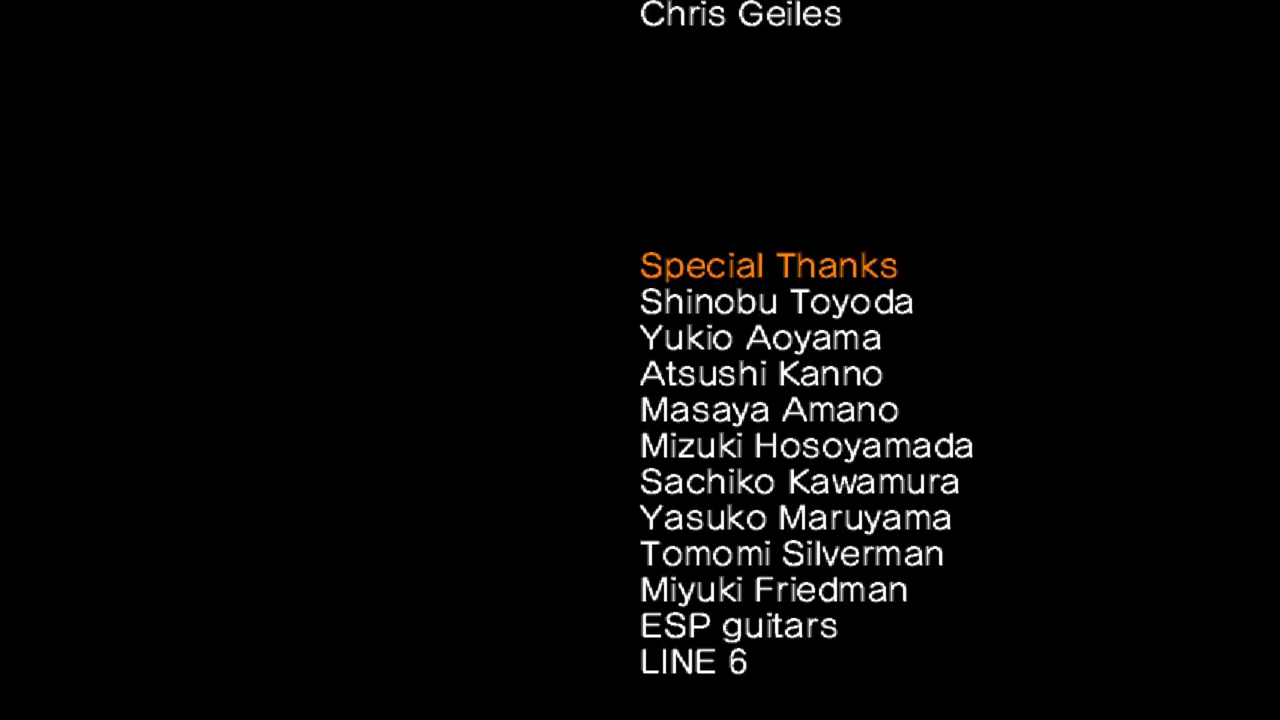 Chris Geiles
Special Thanks
Shinobu Toyoda
Yukio Aoyama
Atsushi Kanno
Masaya Amano
Mizuki Hosoyamada
Sachiko Kawamura
Yasuko Maruyama
Tomomi Silverman
Miyuki Friedman
ESP guitars
LINE 6